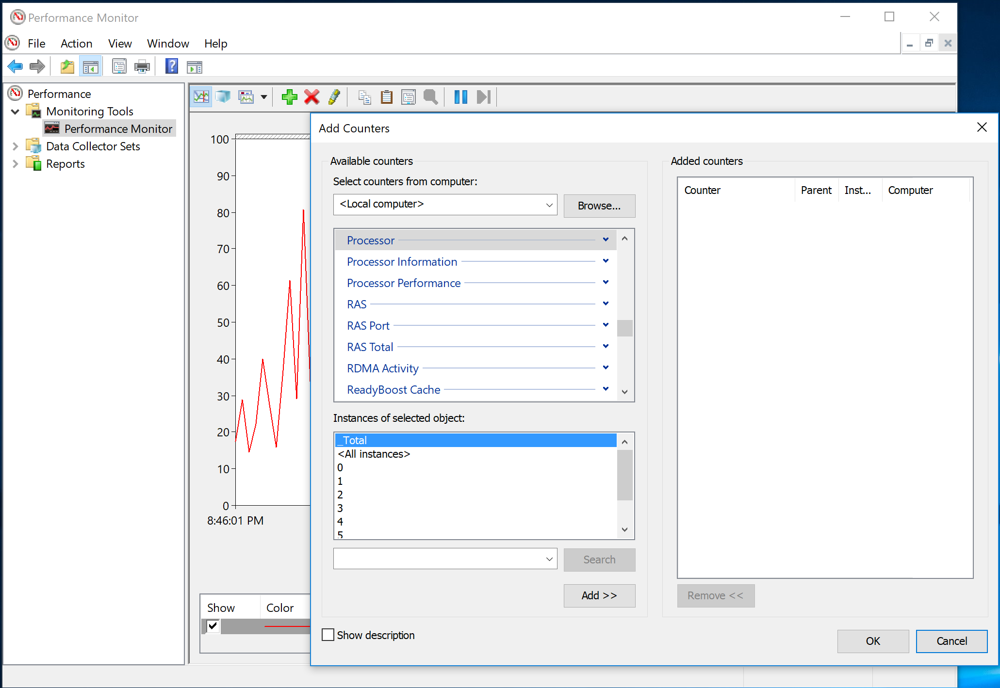 Performance Monitor
File Action View Window Help
Performance
Monitoring Tools
Performance Monitor
Data Collector Sets
Reports
100
90
80
70
60
50
40
30
20
10
0
8:46:01 PM
Show Color
Add Counters
Available counters
Select counters from computer:
<Local computer> Browse...
Processor
Processor Information
Processor Performance
RAS
RAS Port
RAS Total
RDMA Activity
ReadyBoost Cache
Instances of selected object:
_Total
<All instances>
0
1
2
3
4
5
Search
Add >>
Show description
Added counters
Counter Parent Inst... Computer
Remove <<
OK Cancel